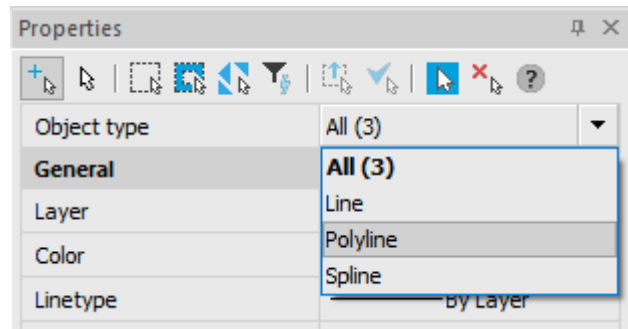 Properties
?
Object type All (3)
General All (3)
Layer Line
Color Polyline
Spline
Linetype By Layer